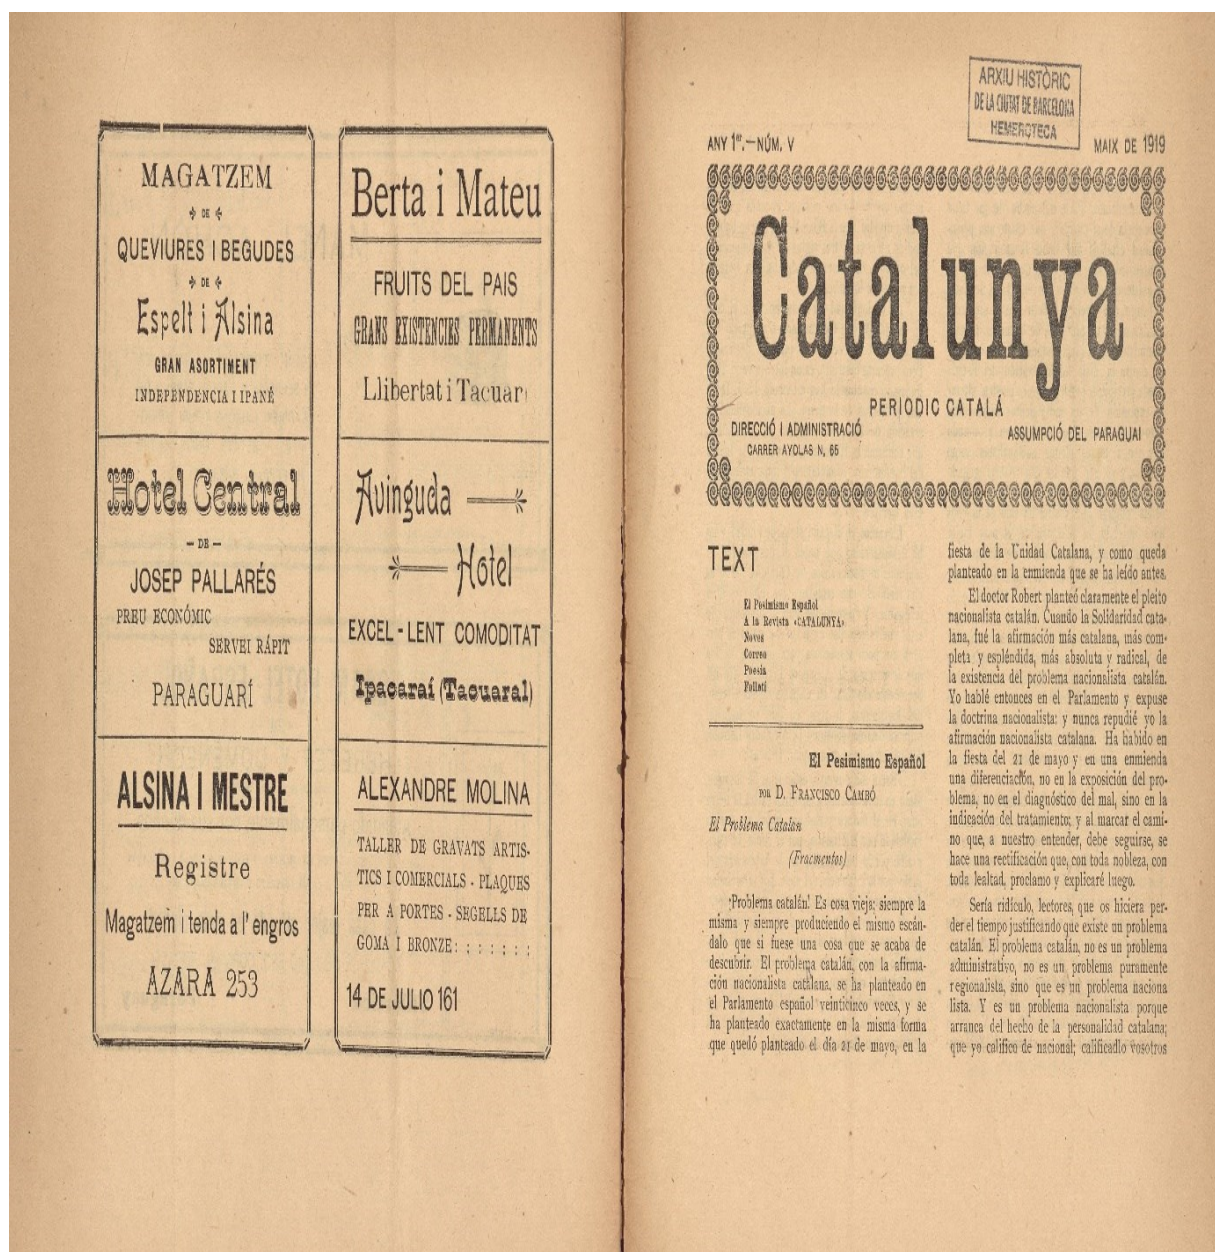 MAGATZEM
DE
QUEVIURES I BEGUDES
DE
Espelt i Alsina
GRAN ASORTIMENT
INDEPENDENCIA I IPANÉ
Hotel Central
– DE –
JOSEP PALLARÉS
PREU ECONÓMIC
SERVEI RÁPIT
PARAGUARÍ
ALSINA I MESTRE
Registre
Magatzem i tenda a l' engros
AZARA 253
Berta i Mateu
FRUITS DEL PAIS
GRANS EXISTENCIES PERMANENTS
Llibertat i Tacuarı
Avinguda
Hotel
EXCEL-LENT COMODITAT
Ipacaraí (Tacuaral)
ALEXANDRE MOLINA
TALLER DE GRAVATS ARTIS-
TICS I COMERCIALS - PLAQUES
PER A PORTES - SEGELLS DE
GOMA I BRONZE: : : : : : :
14 DE JULIO 161
ARXIU HISTÒRIC
DE LA CIUTAT DE BARCELONA
HEMEROTECA
ANY 1er.—NÚM. V
MAIX DE 1919
Catalunya
PERIODIC CATALÁ
DIRECCIÓ I ADMINISTRACIÓ
CARRER AYOLAS N. 65
ASSUMPCIÓ DEL PARAGUAI
TEXT
El Pesimismo Español
A la Revista «CATALUNYA»
Noves
Correu
Poesia
Folletí
El Pesimismo Español
POR D. FRANCISCO CAMBÓ
El Problema Catalan
(Fracmentos)
¡Problema catalán! Es cosa vieja; siempre la
misma y siempre produciendo el mismo escán-
dalo que si fuese una cosa que se acaba de
descubrir. El problema catalán, con la afirma-
ción nacionalista catalana, se ha planteado en
el Parlamento español veinticinco veces, y se
ha planteado exactamente en la misma forma
que quedó planteado el día 21 de mayo, en la
fiesta de la Unidad Catalana, y como queda
planteado en la enmienda que se ha leído antes.
El doctor Robert planteó claramente el pleito
nacionalista catalán. Cuando la Solidaridad cata-
lana, fué la afirmación más catalana, más com-
pleta y espléndida, más absoluta y radical, de
la existencia del problema nacionalista catalán.
Yo hablé entonces en el Parlamento y expuse
la doctrina nacionalista: y nunca repudié yo la
afirmación nacionalista catalana. Ha habido en
la fiesta del 21 de mayo y en una enmienda
una diferenciación, no en la exposición del pro-
blema, no en el diagnóstico del mal, sino en la
indicación del tratamiento; y al marcar el cami-
no que, a nuestro entender, debe seguirse, se
hace una rectificación que, con toda nobleza, con
toda lealtad, proclamo y explicaré luego.
Sería ridículo, lectores, que os hiciera per-
der el tiempo justificando que existe un problema
catalán. El problema catalán, no es un problema
administrativo, no es un problema puramente
regionalista, sino que es un problema naciona
lista. Y es un problema nacionalista porque
arranca del hecho de la personalidad catalana;
que yo califico de nacional; calificadlo vosotros